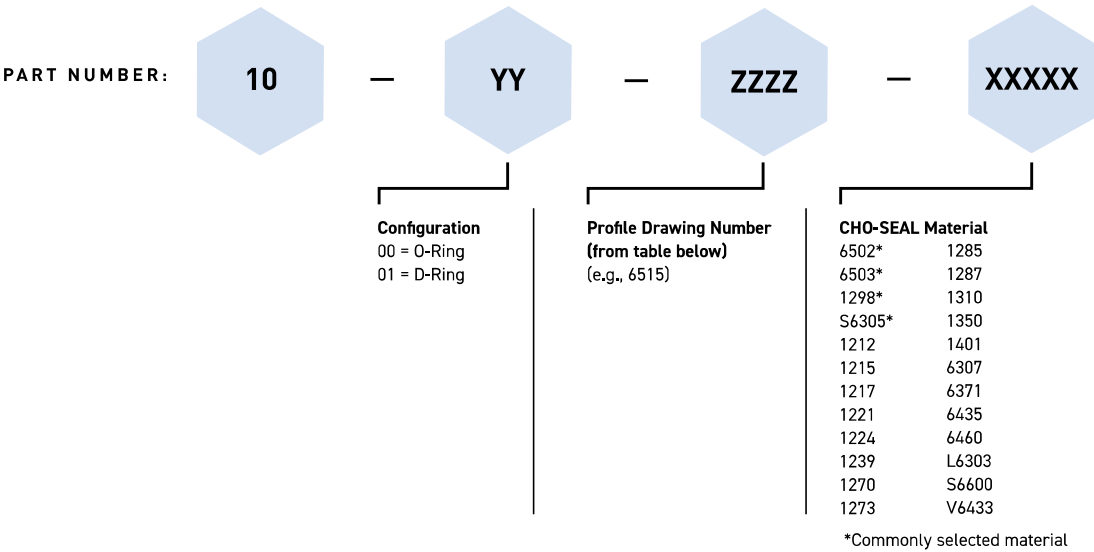 PART NUMBER: 10 — YY — ZZZZ — XXXXX
Configuration
00 = O-Ring
01 = D-Ring
Profile Drawing Number
(from table below)
(e.g., 6515)
CHO-SEAL Material
6502* 1285
6503* 1287
1298* 1310
S6305* 1350
1212 1401
1215 6307
1217 6371
1221 6435
1224 6460
1239 L6303
1270 S6600
1273 V6433
*Commonly selected material